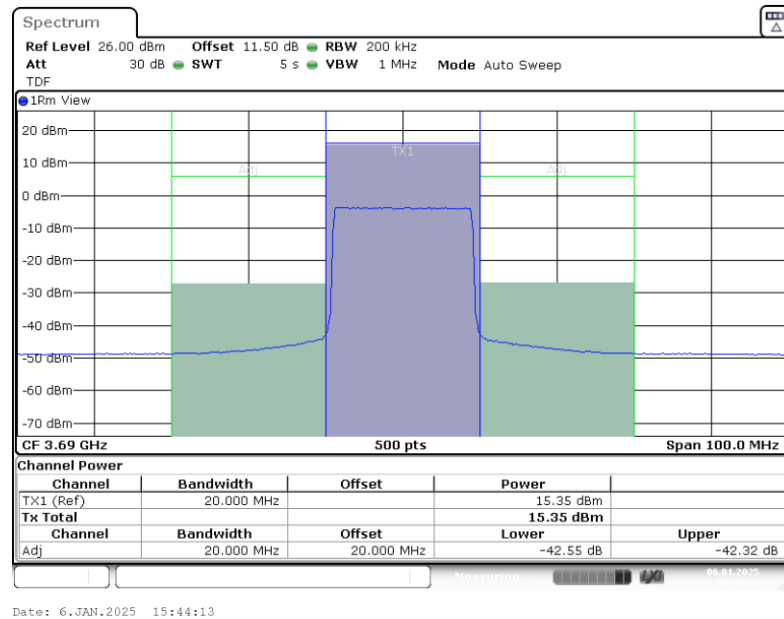 Spectrum
Ref Level 26.00 dBm Offset 11.50 dB RBW 200 kHz
Att 30 dB SWT 5 s VBW 1 MHz Mode Auto Sweep
TDF
1Rm View
20 dBm
TX1
10 dBm
Adj Adj
0 dBm
-10 dBm
-20 dBm
-30 dBm
-40 dBm
-50 dBm
-60 dBm
-70 dBm
CF 3.69 GHz 500 pts Span 100.0 MHz
Channel Power
Channel Bandwidth Offset Power
TX1 (Ref) 20.000 MHz 15.35 dBm
Tx Total 15.35 dBm
Channel Bandwidth Offset Lower Upper
Adj 20.000 MHz 20.000 MHz -42.55 dB -42.32 dB
Measuring... LXI 06.01.2025
Date: 6.JAN.2025 15:44:13